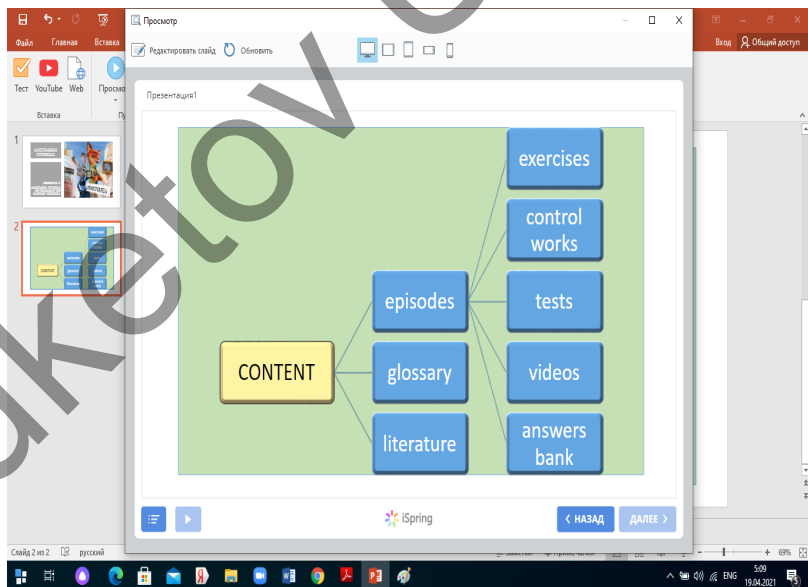 Просмотр
Файл Главная Вставка
Вход Общий доступ
Редактировать слайд Обновить
Тест YouTube Web
Вставка
Презентация1
1
2
exercises
control
works
episodes
tests
CONTENT
glossary
videos
literature
answers
bank
iSpring
НАЗАД
ДАЛЕЕ
Слайд 2 из 2 русский
69%
ENG
5:09
19.04.2021